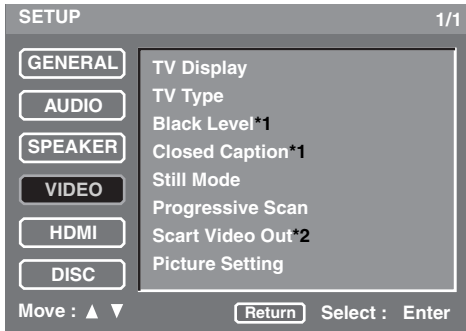 SETUP 1/1
GENERAL
AUDIO
SPEAKER
VIDEO
HDMI
DISC
TV Display
TV Type
Black Level*1
Closed Caption*1
Still Mode
Progressive Scan
Scart Video Out*2
Picture Setting
Move : ▲ ▼ Return Select : Enter